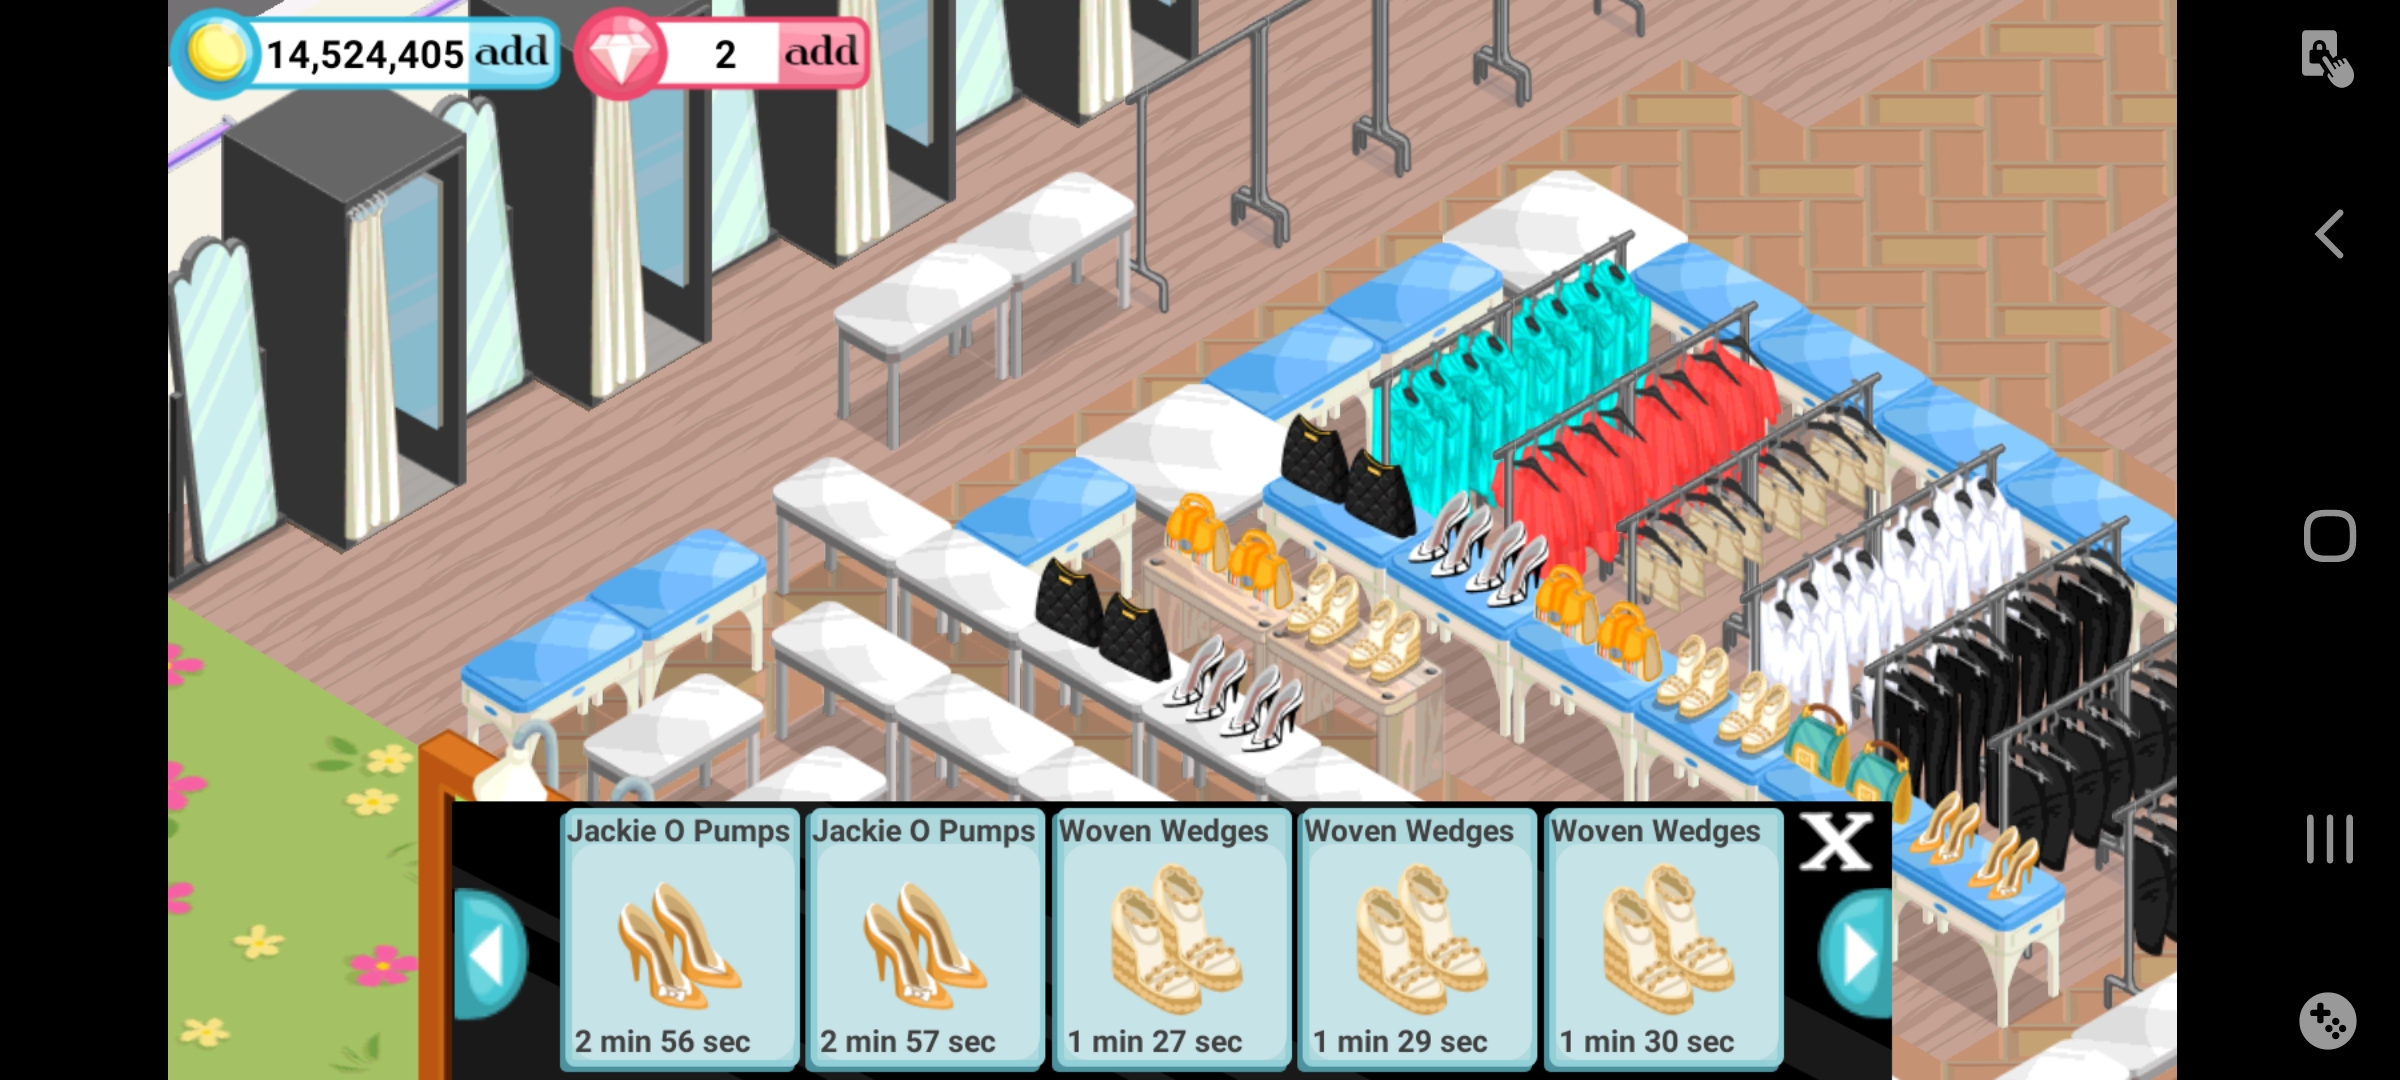 14,524,405 add
2 add
Jackie O Pumps
2 min 56 sec
Jackie O Pumps
2 min 57 sec
Woven Wedges
1 min 27 sec
Woven Wedges
1 min 29 sec
Woven Wedges
1 min 30 sec
X